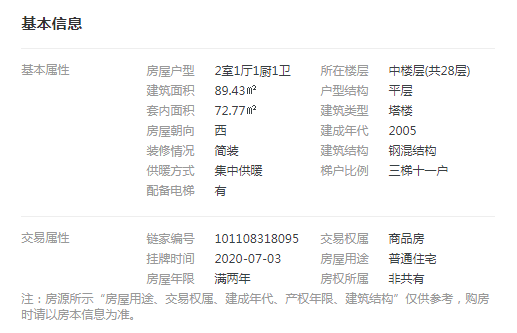 基本信息
基本属性 房屋户型 2室1厅1厨1卫 所在楼层 中楼层(共28层)
建筑面积 89.43㎡ 户型结构 平层
套内面积 72.77㎡ 建筑类型 塔楼
房屋朝向 西 建成年代 2005
装修情况 简装 建筑结构 钢混结构
供暖方式 集中供暖 梯户比例 三梯十一户
配备电梯 有
交易属性 链家编号 101108318095 交易权属 商品房
挂牌时间 2020-07-03 房屋用途 普通住宅
房屋年限 满两年 房权所属 非共有
注：房源所示“房屋用途、交易权属、建成年代、产权年限、建筑结构”仅供参考，购房
时请以房本信息为准。